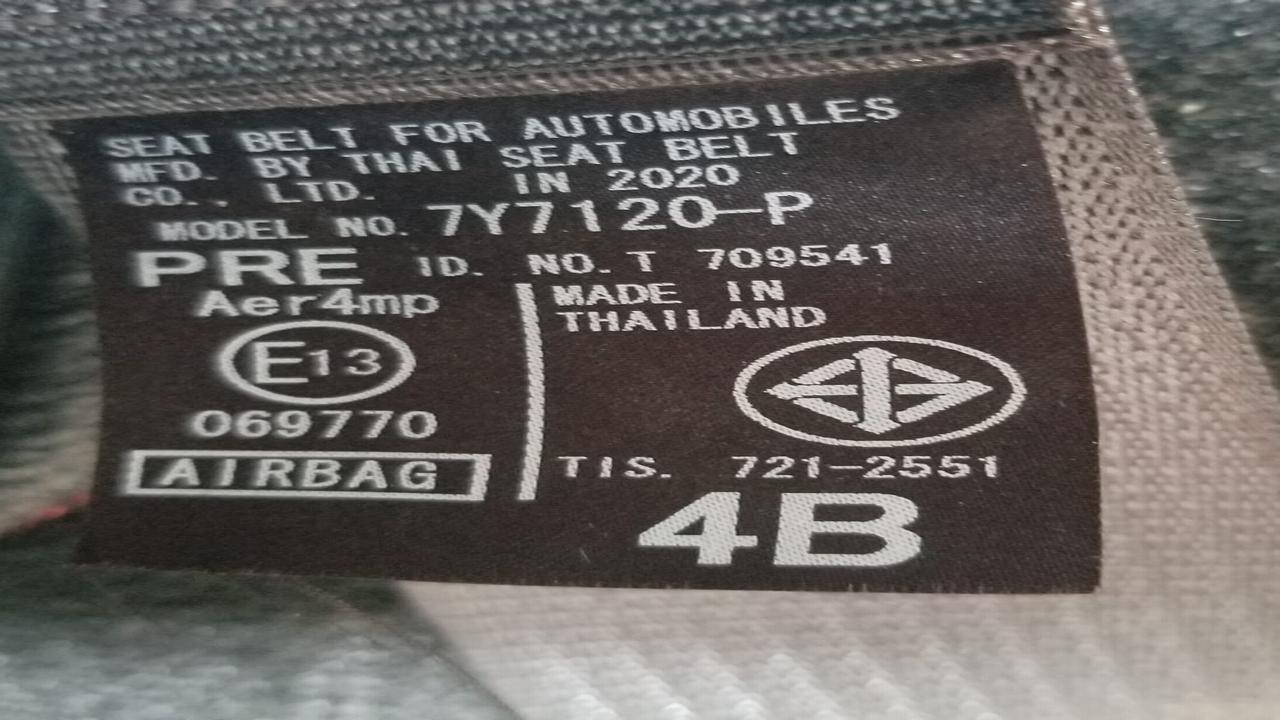 SEAT BELT FOR AUTOMOBILES
MFD. BY THAI SEAT BELT
CO., LTD. IN 2020
MODEL NO. 7Y7120-P
PRE ID. NO. T 709541
Aer4mp
E13
069770
AIRBAG
MADE IN
THAILAND
TIS. 721-2551
4B